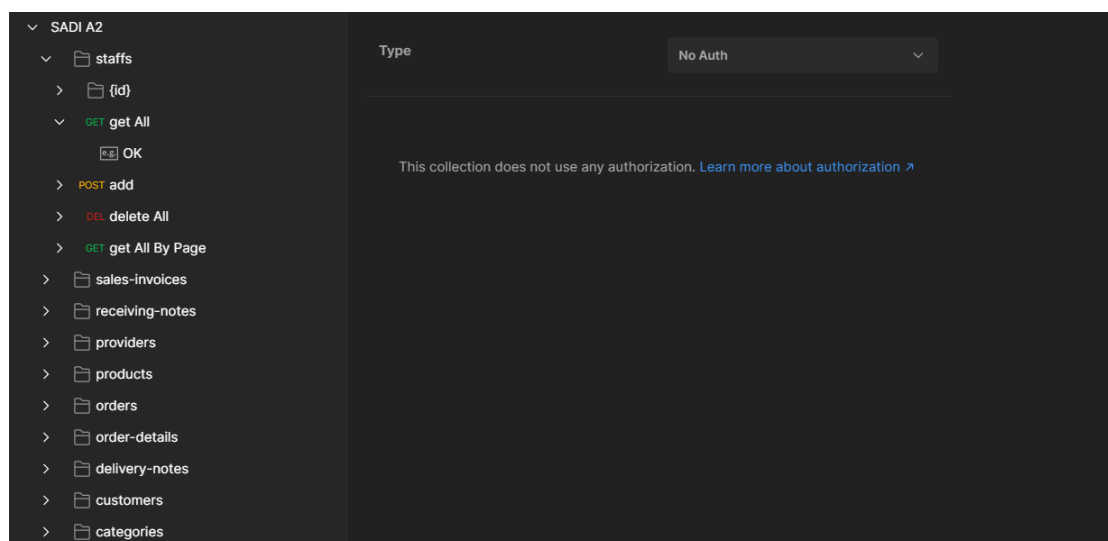 SADI A2
staffs
{id}
GET get All
e.g. OK
POST add
DEL delete All
GET get All By Page
sales-invoices
receiving-notes
providers
products
orders
order-details
delivery-notes
customers
categories
Type
No Auth
This collection does not use any authorization. Learn more about authorization ↗